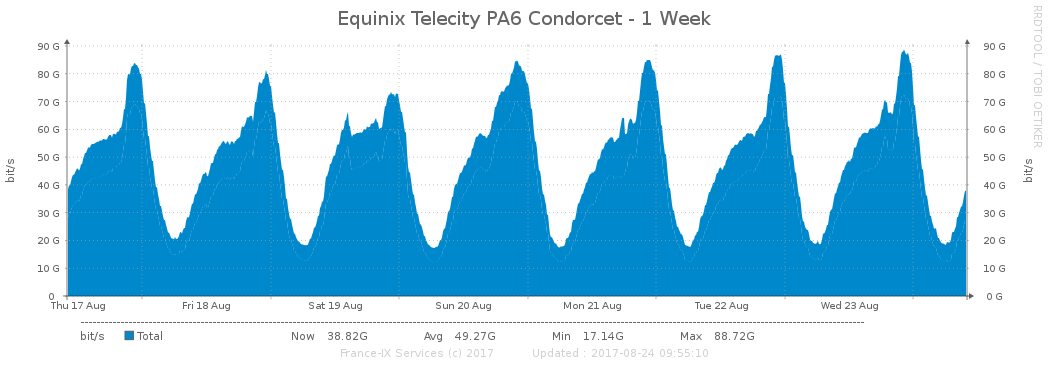 Equinix Telecity PA6 Condorcet - 1 Week
RRDTOOL / TOBI OETIKER
bit/s
90 G 90 G
80 G 80 G
70 G 70 G
60 G 60 G
50 G 50 G
40 G 40 G
30 G 30 G
20 G 20 G
10 G 10 G
0 0 G
bit/s
Thu 17 Aug Fri 18 Aug Sat 19 Aug Sun 20 Aug Mon 21 Aug Tue 22 Aug Wed 23 Aug
bit/s Total Now 38.82G Avg 49.27G Min 17.14G Max 88.72G
France-IX Services (c) 2017 Updated : 2017-08-24 09:55:10